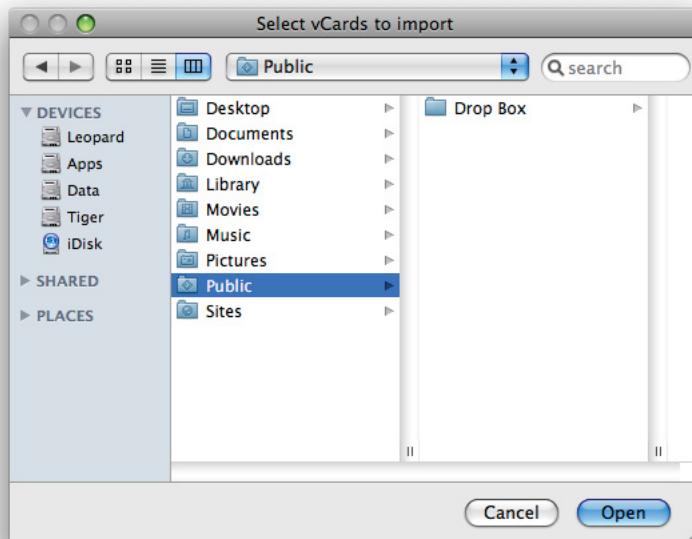 Select vCards to import
Public
search
DEVICES
Leopard
Apps
Data
Tiger
iDisk
SHARED
PLACES
Desktop
Documents
Downloads
Library
Movies
Music
Pictures
Public
Sites
Drop Box
Cancel
Open